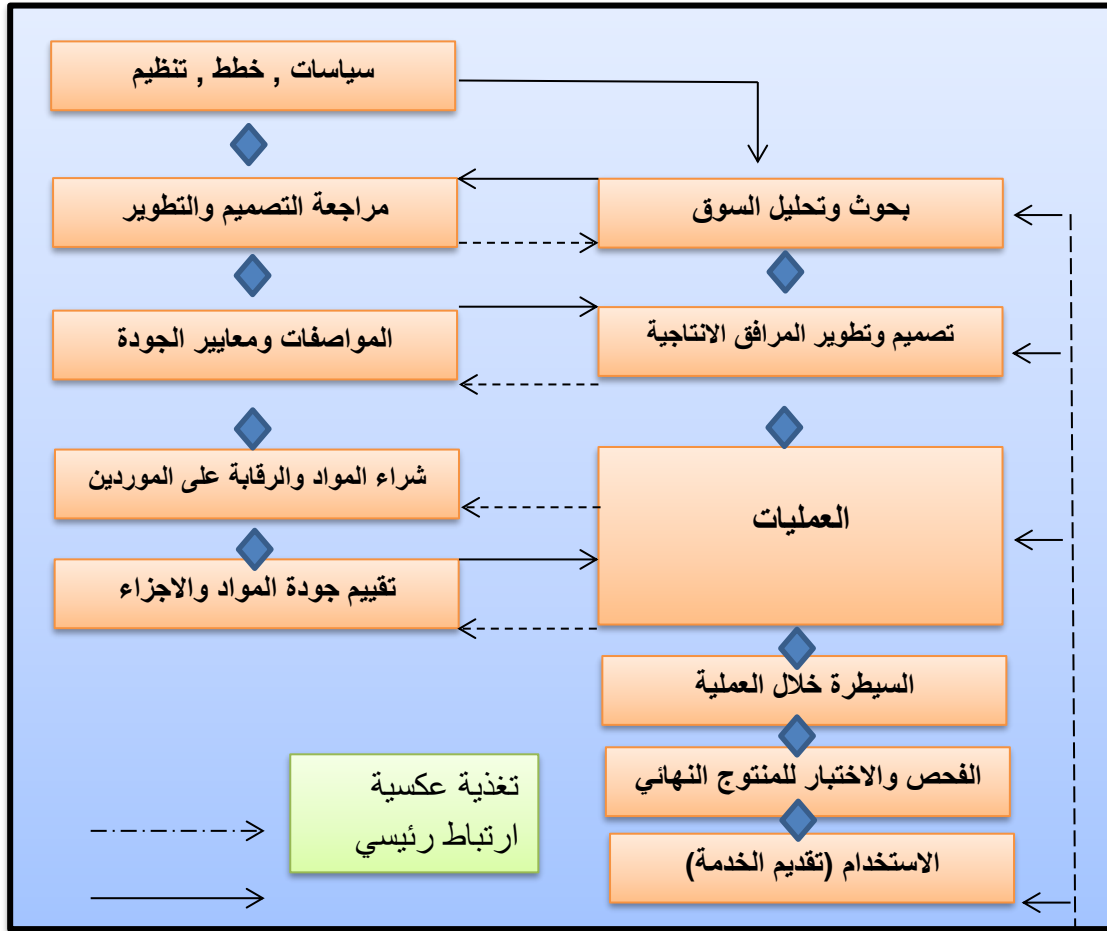 سياسات , خطط , تنظيم
بحوث وتحليل السوق
مراجعة التصميم والتطوير
تصميم وتطوير المرافق الانتاجية
المواصفات ومعايير الجودة
العمليات
شراء المواد والرقابة على الموردين
تقييم جودة المواد والاجزاء
السيطرة خلال العملية
الفحص والاختبار للمنتوج النهائي
الاستخدام (تقديم الخدمة)
تغذية عكسية
ارتباط رئيسي